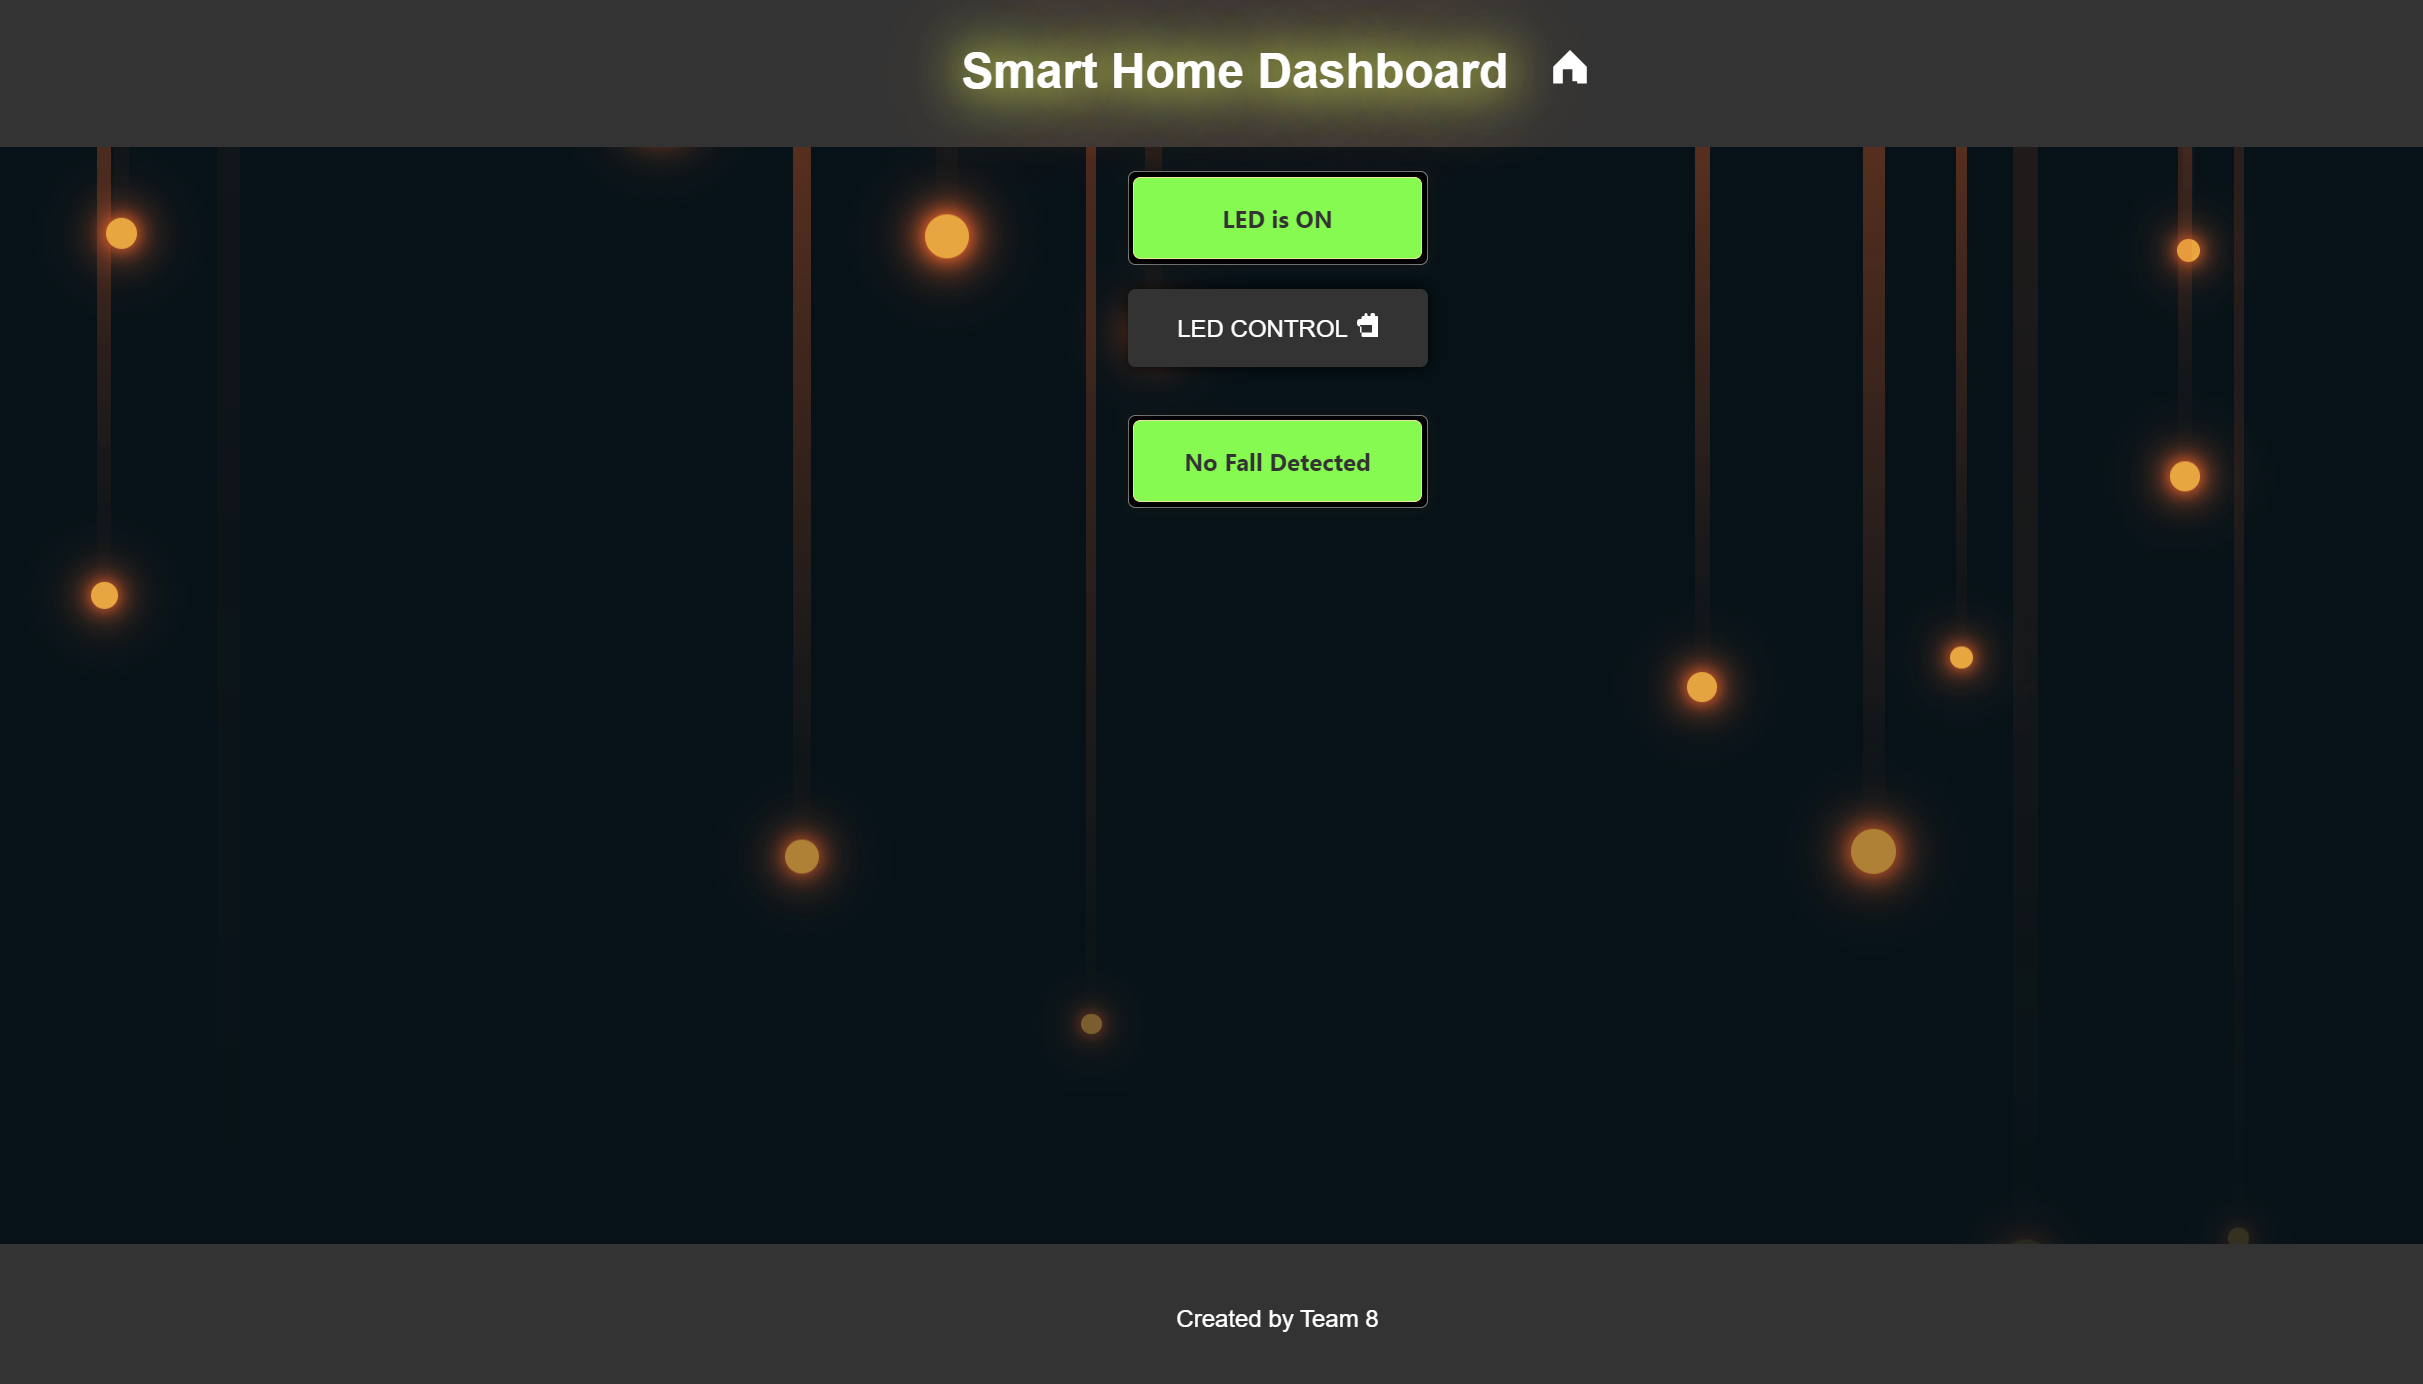 Smart Home Dashboard
LED is ON
LED CONTROL
No Fall Detected
Created by Team 8